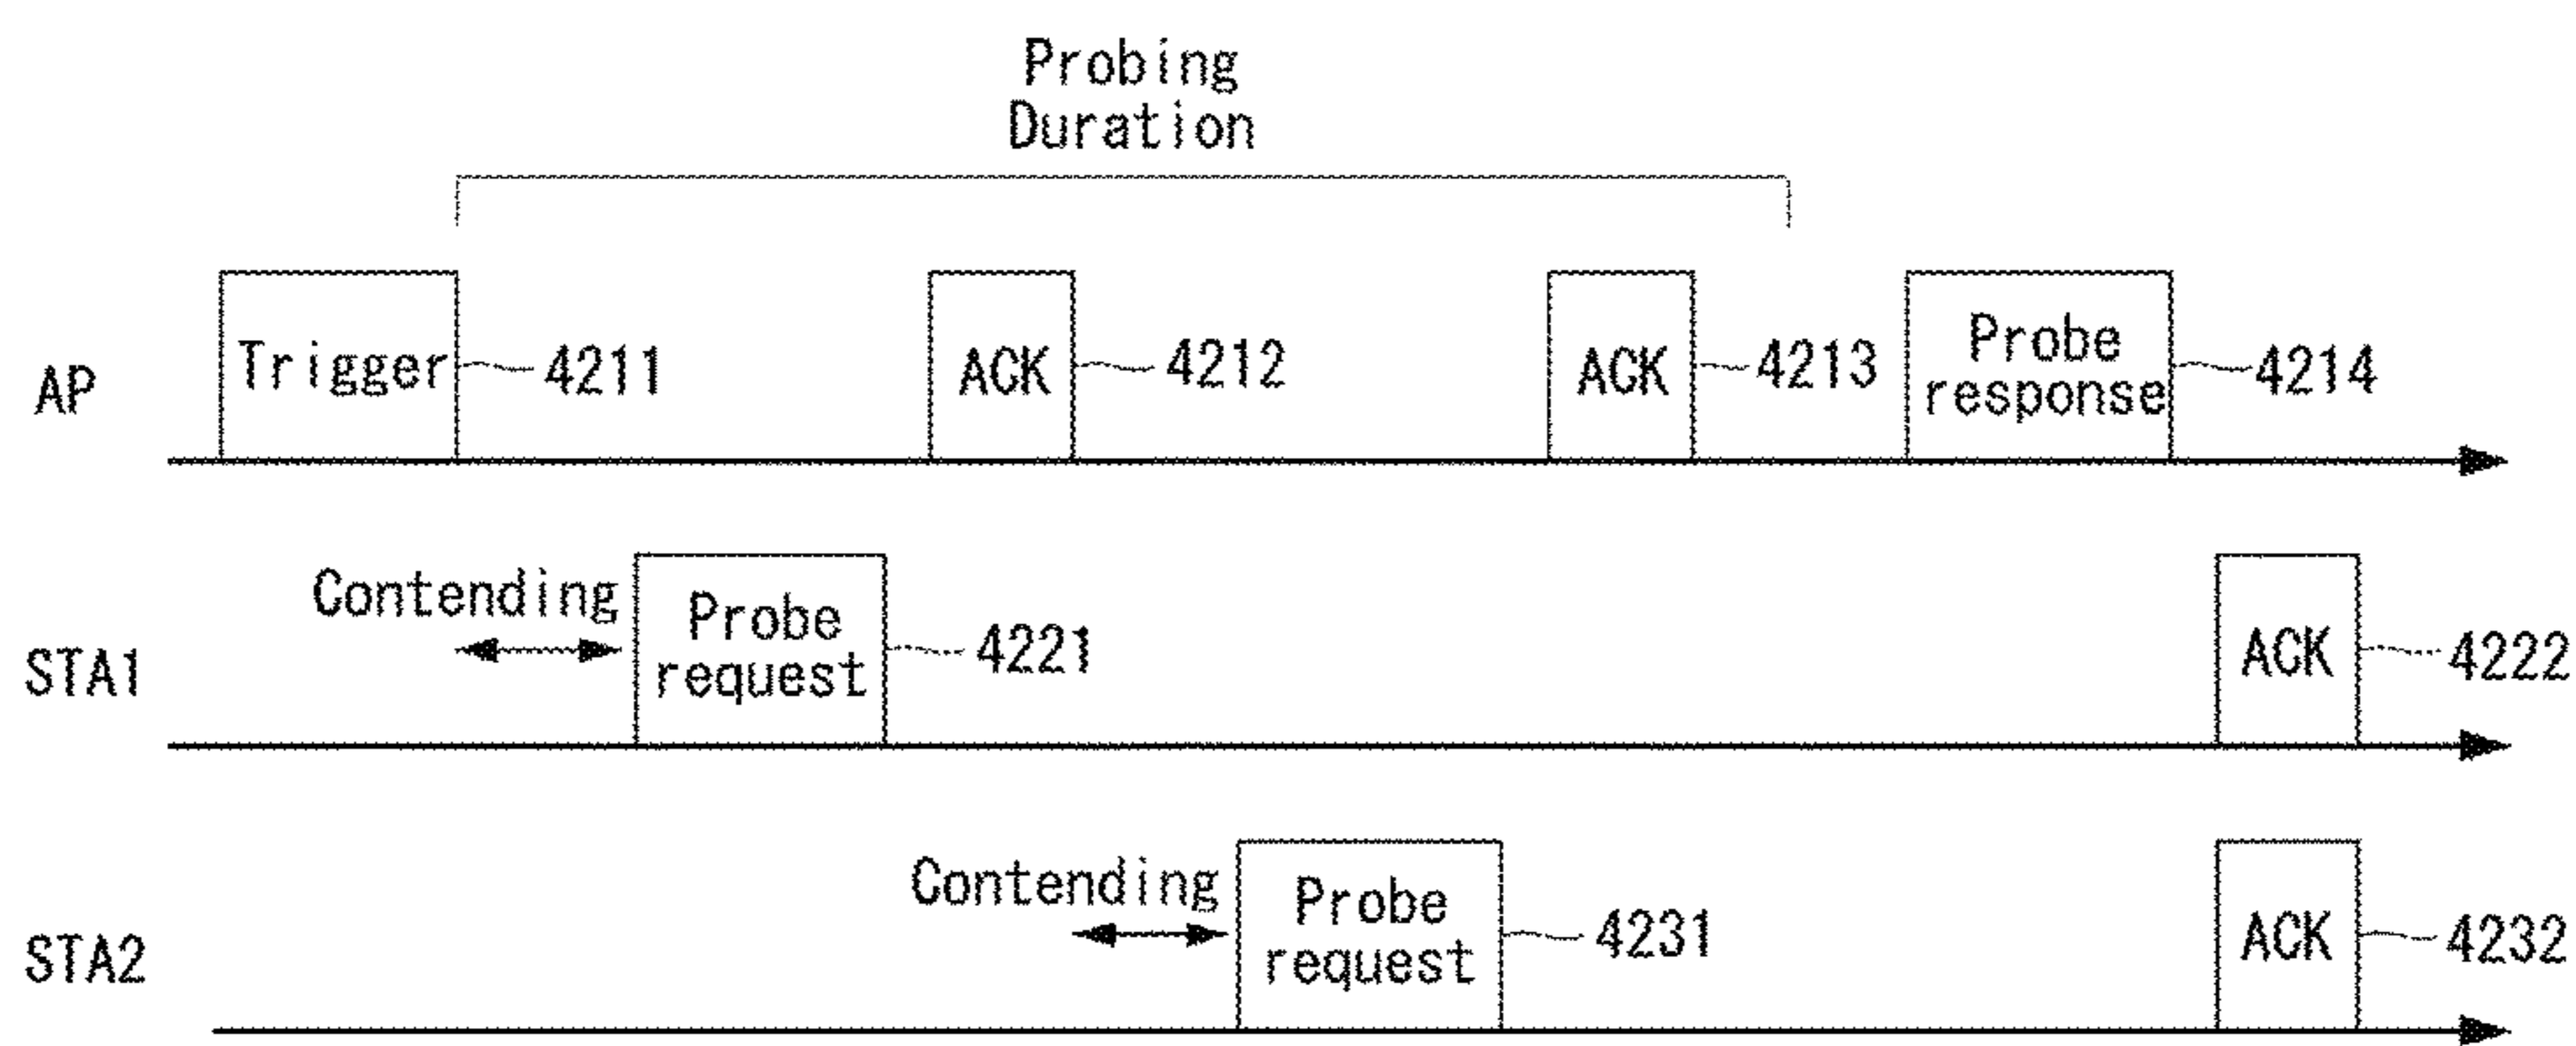 Probing
Duration
AP
Trigger
4211
ACK
4212
ACK
4213
Probe
response
4214
STA1
Contending
Probe
request
4221
ACK
4222
STA2
Contending
Probe
request
4231
ACK
4232